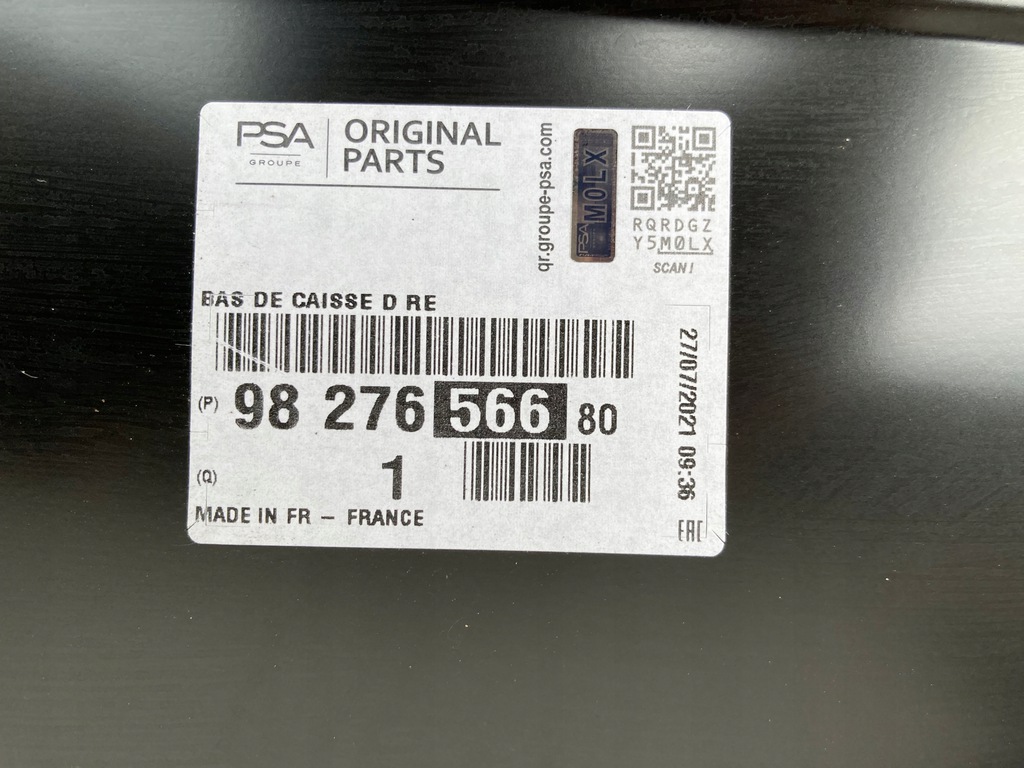 PSA
GROUPE
ORIGINAL
PARTS
qr.groupe-psa.com
PSA M0LX
RQRDGZ
Y5M0LX
SCAN!
BAS DE CAISSE D RE
(P) 98 276 566 80
(Q) 1
MADE IN FR – FRANCE
27/07/2021 09:36
EAC